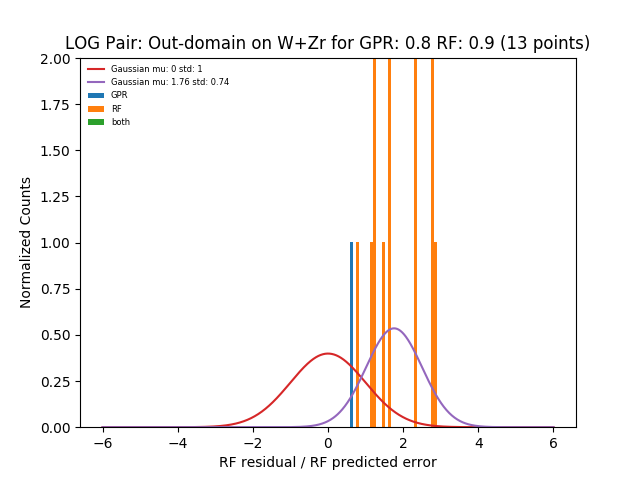 LOG Pair: Out-domain on W+Zr for GPR: 0.8 RF: 0.9 (13 points)
2.00
1.75
1.50
1.25
1.00
0.75
0.50
0.25
0.00
Normalized Counts
Gaussian mu: 0 std: 1
Gaussian mu: 1.76 std: 0.74
GPR
RF
both
−6
−4
−2
0
2
4
6
RF residual / RF predicted error